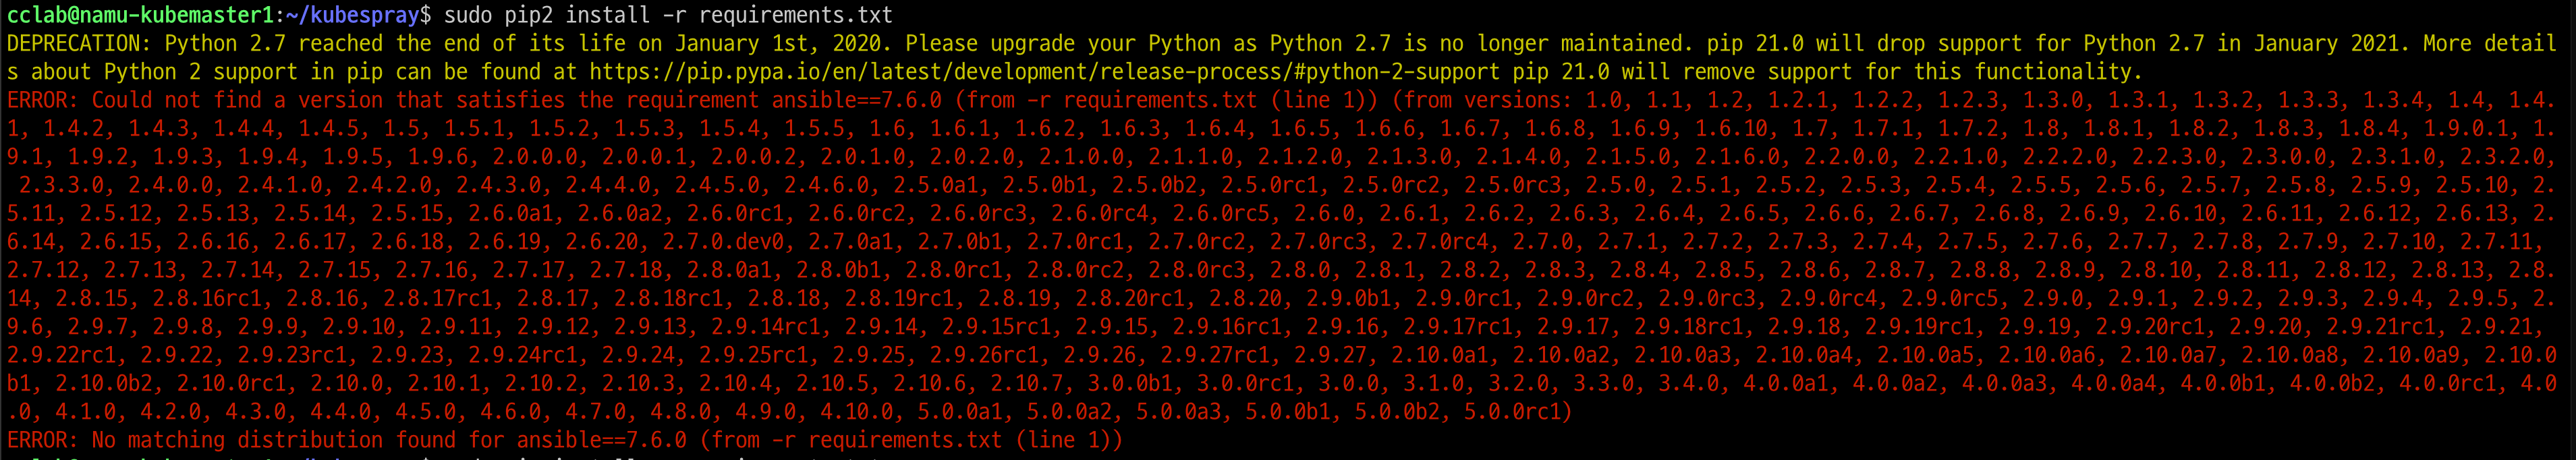 cclab@namu-kubemaster1:~/kubespray$ sudo pip2 install -r requirements.txt
DEPRECATION: Python 2.7 reached the end of its life on January 1st, 2020. Please upgrade your Python as Python 2.7 is no longer maintained. pip 21.0 will drop support for Python 2.7 in January 2021. More detail
s about Python 2 support in pip can be found at https://pip.pypa.io/en/latest/development/release-process/#python-2-support pip 21.0 will remove support for this functionality.
ERROR: Could not find a version that satisfies the requirement ansible==7.6.0 (from -r requirements.txt (line 1)) (from versions: 1.0, 1.1, 1.2, 1.2.1, 1.2.2, 1.2.3, 1.3.0, 1.3.1, 1.3.2, 1.3.3, 1.3.4, 1.4, 1.4.
1, 1.4.2, 1.4.3, 1.4.4, 1.4.5, 1.5, 1.5.1, 1.5.2, 1.5.3, 1.5.4, 1.5.5, 1.6, 1.6.1, 1.6.2, 1.6.3, 1.6.4, 1.6.5, 1.6.6, 1.6.7, 1.6.8, 1.6.9, 1.6.10, 1.7, 1.7.1, 1.7.2, 1.8, 1.8.1, 1.8.2, 1.8.3, 1.8.4, 1.9.0.1, 1.
9.1, 1.9.2, 1.9.3, 1.9.4, 1.9.5, 1.9.6, 2.0.0.0, 2.0.0.1, 2.0.0.2, 2.0.1.0, 2.0.2.0, 2.1.0.0, 2.1.1.0, 2.1.2.0, 2.1.3.0, 2.1.4.0, 2.1.5.0, 2.1.6.0, 2.2.0.0, 2.2.1.0, 2.2.2.0, 2.2.3.0, 2.3.0.0, 2.3.1.0, 2.3.2.0,
2.3.3.0, 2.4.0.0, 2.4.1.0, 2.4.2.0, 2.4.3.0, 2.4.4.0, 2.4.5.0, 2.4.6.0, 2.5.0a1, 2.5.0b1, 2.5.0b2, 2.5.0rc1, 2.5.0rc2, 2.5.0rc3, 2.5.0, 2.5.1, 2.5.2, 2.5.3, 2.5.4, 2.5.5, 2.5.6, 2.5.7, 2.5.8, 2.5.9, 2.5.10, 2.
5.11, 2.5.12, 2.5.13, 2.5.14, 2.5.15, 2.6.0a1, 2.6.0a2, 2.6.0rc1, 2.6.0rc2, 2.6.0rc3, 2.6.0rc4, 2.6.0rc5, 2.6.0, 2.6.1, 2.6.2, 2.6.3, 2.6.4, 2.6.5, 2.6.6, 2.6.7, 2.6.8, 2.6.9, 2.6.10, 2.6.11, 2.6.12, 2.6.13, 2.
6.14, 2.6.15, 2.6.16, 2.6.17, 2.6.18, 2.6.19, 2.6.20, 2.7.0.dev0, 2.7.0a1, 2.7.0b1, 2.7.0rc1, 2.7.0rc2, 2.7.0rc3, 2.7.0rc4, 2.7.0, 2.7.1, 2.7.2, 2.7.3, 2.7.4, 2.7.5, 2.7.6, 2.7.7, 2.7.8, 2.7.9, 2.7.10, 2.7.11,
2.7.12, 2.7.13, 2.7.14, 2.7.15, 2.7.16, 2.7.17, 2.7.18, 2.8.0a1, 2.8.0b1, 2.8.0rc1, 2.8.0rc2, 2.8.0rc3, 2.8.0, 2.8.1, 2.8.2, 2.8.3, 2.8.4, 2.8.5, 2.8.6, 2.8.7, 2.8.8, 2.8.9, 2.8.10, 2.8.11, 2.8.12, 2.8.13, 2.8.
14, 2.8.15, 2.8.16rc1, 2.8.16, 2.8.17rc1, 2.8.17, 2.8.18rc1, 2.8.18, 2.8.19rc1, 2.8.19, 2.8.20rc1, 2.8.20, 2.9.0b1, 2.9.0rc1, 2.9.0rc2, 2.9.0rc3, 2.9.0rc4, 2.9.0rc5, 2.9.0, 2.9.1, 2.9.2, 2.9.3, 2.9.4, 2.9.5, 2.
9.6, 2.9.7, 2.9.8, 2.9.9, 2.9.10, 2.9.11, 2.9.12, 2.9.13, 2.9.14rc1, 2.9.14, 2.9.15rc1, 2.9.15, 2.9.16rc1, 2.9.16, 2.9.17rc1, 2.9.17, 2.9.18rc1, 2.9.18, 2.9.19rc1, 2.9.19, 2.9.20rc1, 2.9.20, 2.9.21rc1, 2.9.21,
2.9.22rc1, 2.9.22, 2.9.23rc1, 2.9.23, 2.9.24rc1, 2.9.24, 2.9.25rc1, 2.9.25, 2.9.26rc1, 2.9.26, 2.9.27rc1, 2.9.27, 2.10.0a1, 2.10.0a2, 2.10.0a3, 2.10.0a4, 2.10.0a5, 2.10.0a6, 2.10.0a7, 2.10.0a8, 2.10.0a9, 2.10.0
b1, 2.10.0b2, 2.10.0rc1, 2.10.0, 2.10.1, 2.10.2, 2.10.3, 2.10.4, 2.10.5, 2.10.6, 2.10.7, 3.0.0b1, 3.0.0rc1, 3.0.0, 3.1.0, 3.2.0, 3.3.0, 3.4.0, 4.0.0a1, 4.0.0a2, 4.0.0a3, 4.0.0a4, 4.0.0b1, 4.0.0b2, 4.0.0rc1, 4.0
.0, 4.1.0, 4.2.0, 4.3.0, 4.4.0, 4.5.0, 4.6.0, 4.7.0, 4.8.0, 4.9.0, 4.10.0, 5.0.0a1, 5.0.0a2, 5.0.0a3, 5.0.0b1, 5.0.0b2, 5.0.0rc1)
ERROR: No matching distribution found for ansible==7.6.0 (from -r requirements.txt (line 1))